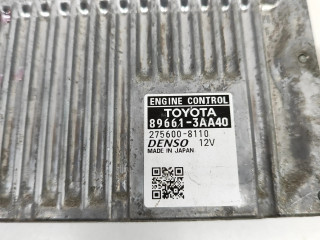 ENGINE CONTROL
TOYOTA
89661-3AA40
275600-8110
DENSO 12V
MADE IN JAPAN